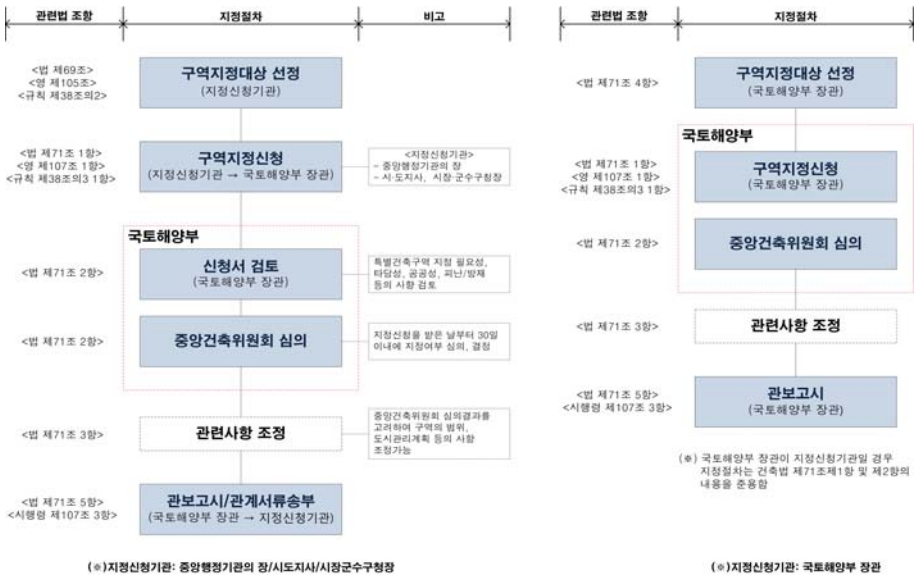 관련법 조항
지정절차
비고
<법 제69조>
<영 제105조>
<규칙 제38조의2>
구역지정대상 선정
(지정신청기관)
<법 제71조 1항>
<영 제107조 1항>
<규칙 제38조의3 1항>
구역지정신청
(지정신청기관 → 국토해양부 장관)
<지정신청기관>
- 중앙행정기관의 장
- 시·도지사, 시장·군수구청장
국토해양부
<법 제71조 2항>
신청서 검토
(국토해양부 장관)
특별건축구역 지정 필요성,
타당성, 공공성, 피난/방재
등의 사항 검토
<법 제71조 2항>
중앙건축위원회 심의
지정신청을 받은 날부터 30일
이내에 지정여부 심의, 결정
<법 제71조 3항>
관련사항 조정
중앙건축위원회 심의결과를
고려하여 구역의 범위,
도시관리계획 등의 사항
조정가능
<법 제71조 5항>
<시행령 제107조 3항>
관보고시/관계서류송부
(국토해양부 장관 → 지정신청기관)
(※)지정신청기관: 중앙행정기관의 장/시도지사/시장군수구청장
관련법 조항
지정절차
<법 제71조 4항>
구역지정대상 선정
(국토해양부 장관)
국토해양부
<법 제71조 1항>
<영 제107조 1항>
<규칙 제38조의3 1항>
구역지정신청
(국토해양부 장관)
<법 제71조 2항>
중앙건축위원회 심의
<법 제71조 3항>
관련사항 조정
<법 제71조 5항>
<시행령 제107조 3항>
관보고시
(국토해양부 장관)
(※) 국토해양부 장관이 지정신청기관일 경우
지정절차는 건축법 제71조제1항 및 제2항의
내용을 준용함
(※)지정신청기관: 국토해양부 장관